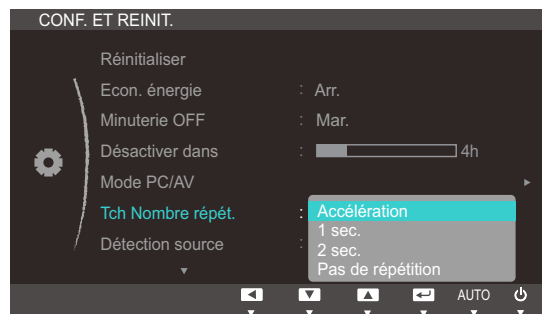 CONF. ET REINIT.
Réinitialiser
Econ. énergie : Arr.
Minuterie OFF : Mar.
Désactiver dans : 4h
Mode PC/AV
Tch Nombre répét. : Accélération
1 sec.
Détection source : 2 sec.
Pas de répétition
AUTO